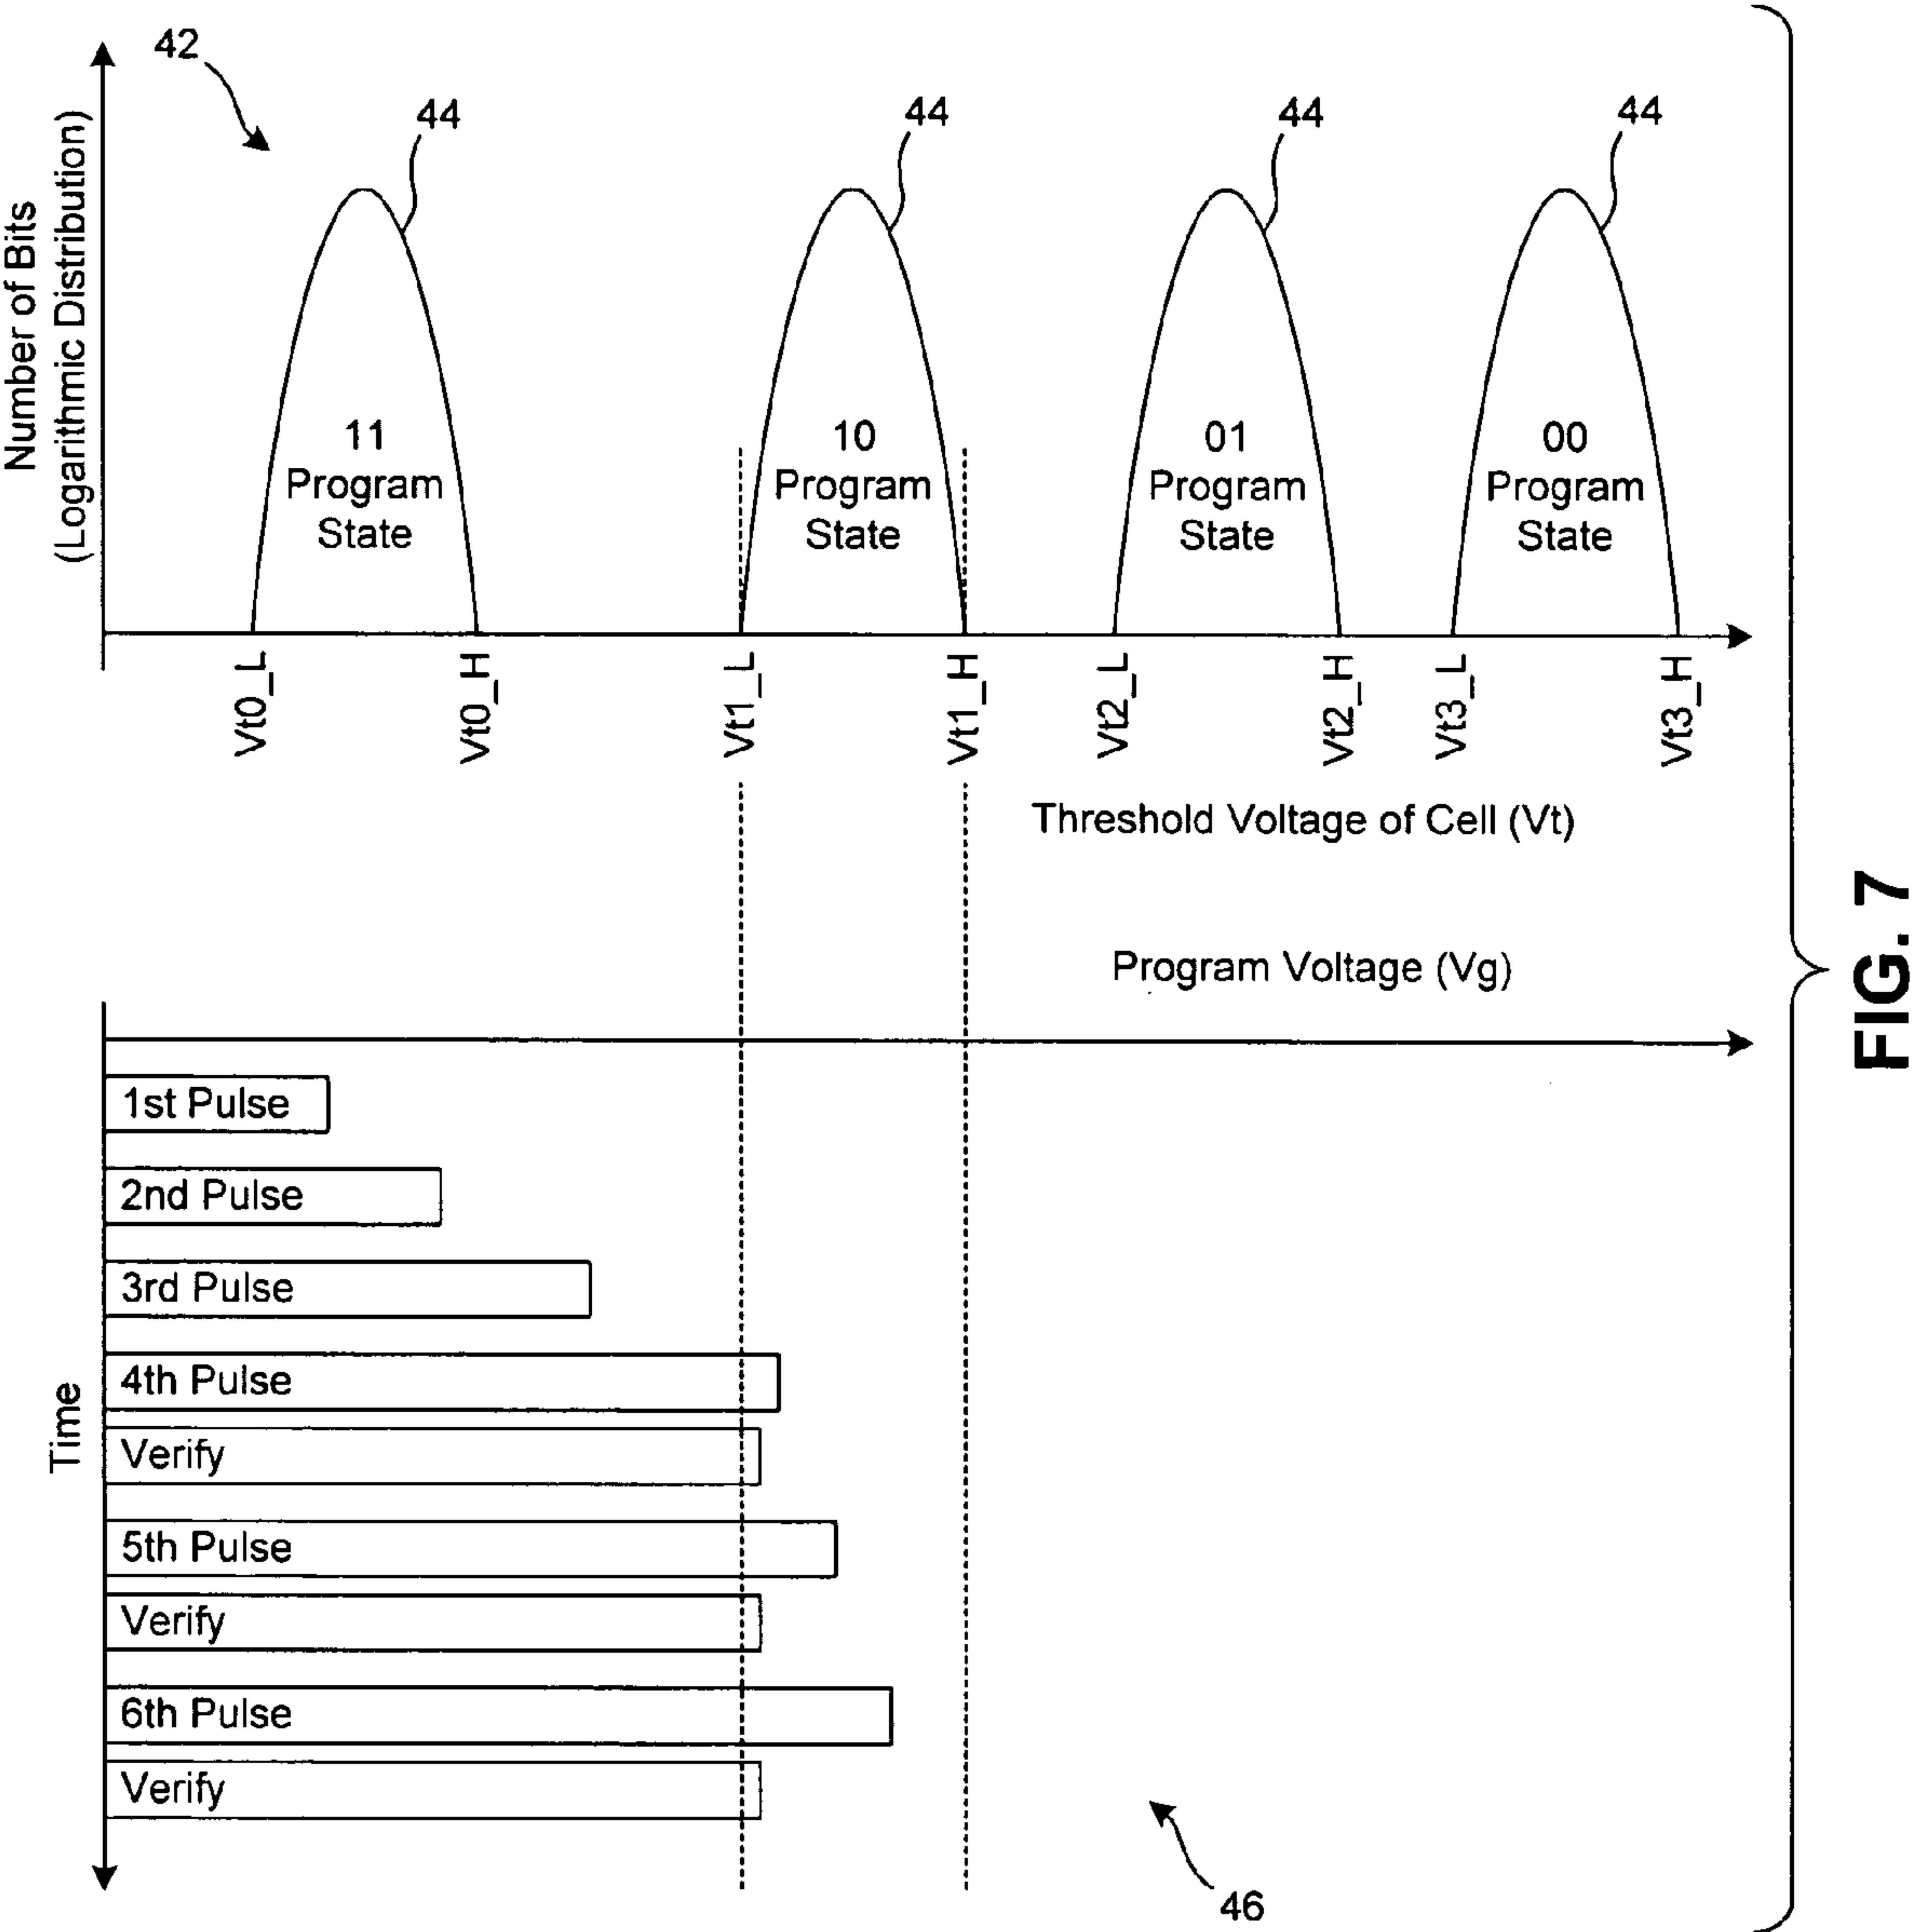 42
Number of Bits
(Logarithmic Distribution)
44
44
44
44
11
Program
State
10
Program
State
01
Program
State
00
Program
State
Vt0_L
Vt0_H
Vt1_L
Vt1_H
Vt2_L
Vt2_H
Vt3_L
Vt3_H
Threshold Voltage of Cell (Vt)
Program Voltage (Vg)
1st Pulse
2nd Pulse
3rd Pulse
4th Pulse
Verify
5th Pulse
Verify
6th Pulse
Verify
Time
46
FIG. 7